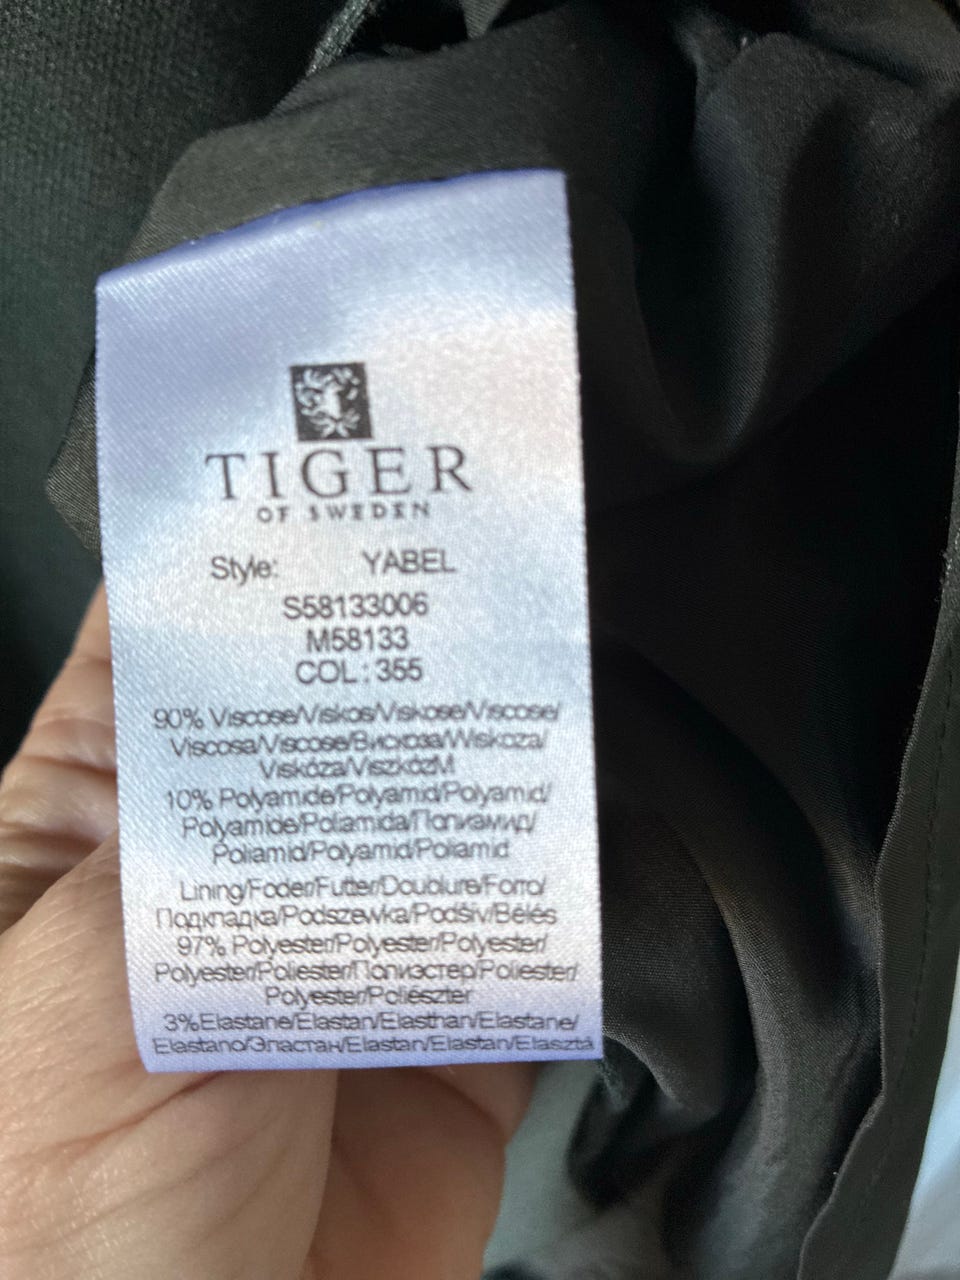 TIGER
OF SWEDEN
Style: YABEL
S58133006
M58133
COL : 355
90% Viscose/Viskos/Viskose/Viscose/
Viscosa/Viscose/Вискоза/Wiskoza/
Viskóza/ViszkózM
10% Polyamide/Polyamid/Polyamid/
Polyamide/Poliamida/Полиамид/
Poliamid/Polyamid/Poliamid
Lining/Foder/Futter/Doublure/Forro/
Подкладка/Podszewka/Podšiv/Bélés
97% Polyester/Polyester/Polyester/
Polyester/Poliester/Полиэстер/Poliester/
Polyester/Poliészter
3%Elastane/Elastan/Elasthan/Elastane/
Elastano/Эластан/Elastan/Elastan/Elasztá